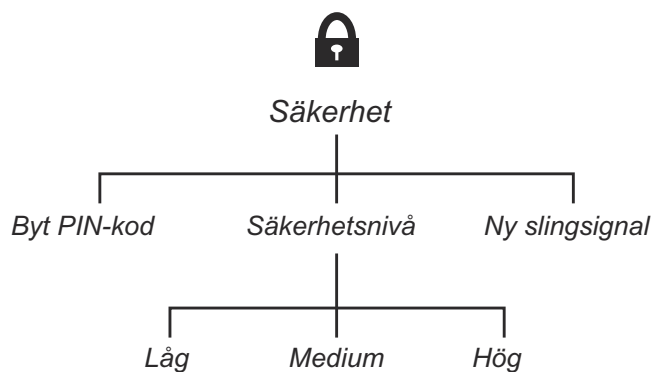 Säkerhet
Byt PIN-kod Säkerhetsnivå Ny slingsignal
Låg Medium Hög